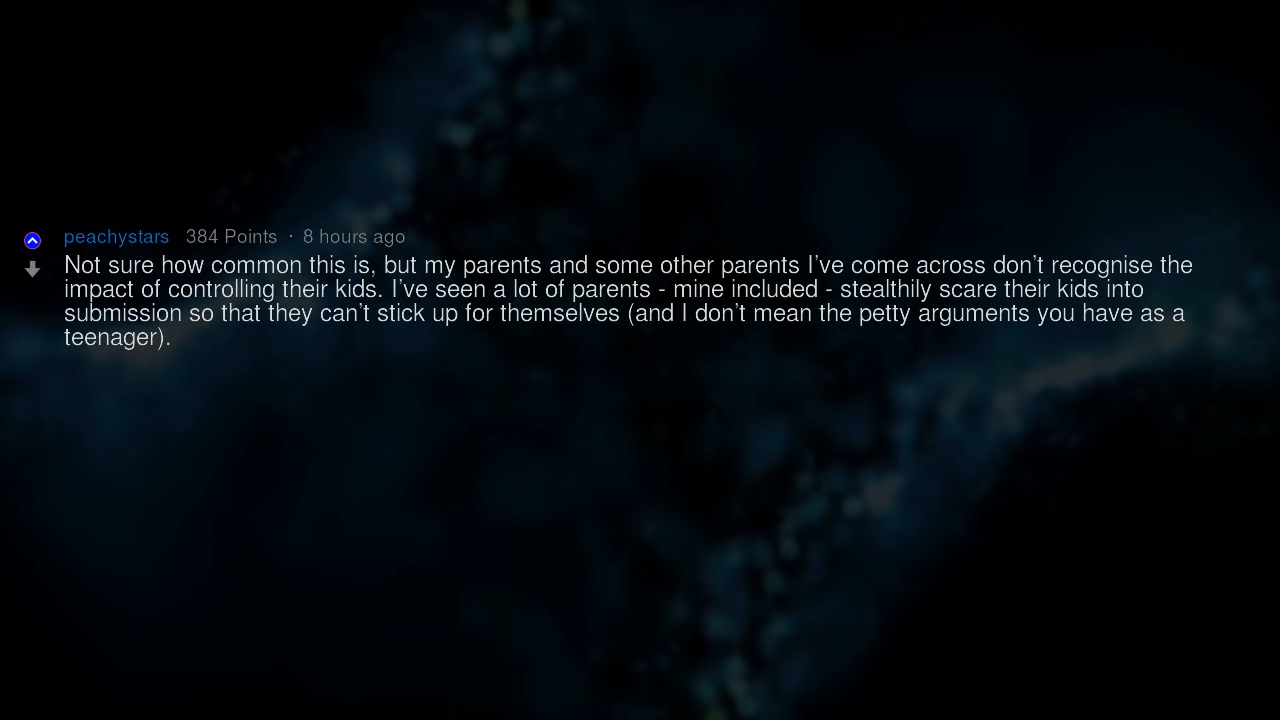 peachystars 384 Points · 8 hours ago
Not sure how common this is, but my parents and some other parents I’ve come across don’t recognise the
impact of controlling their kids. I’ve seen a lot of parents - mine included - stealthily scare their kids into
submission so that they can’t stick up for themselves (and I don’t mean the petty arguments you have as a
teenager).